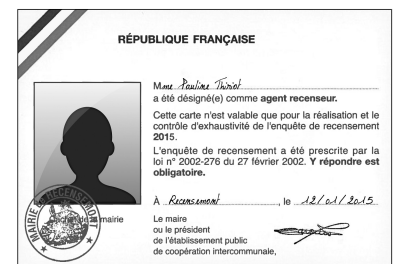 RÉPUBLIQUE FRANÇAISE
Mme Pauline Thiriot
a été désigné(e) comme agent recenseur.
Cette carte n'est valable que pour la réalisation et le
contrôle d'exhaustivité de l'enquête de recensement
2015.
L'enquête de recensement a été prescrite par la
loi n° 2002-276 du 27 février 2002. Y répondre est
obligatoire.
À Recensemont, le 12/01/2015
MAIRIE DE RECENSEMONT
mairie
Le maire
ou le président
de l'établissement public
de coopération intercommunale,